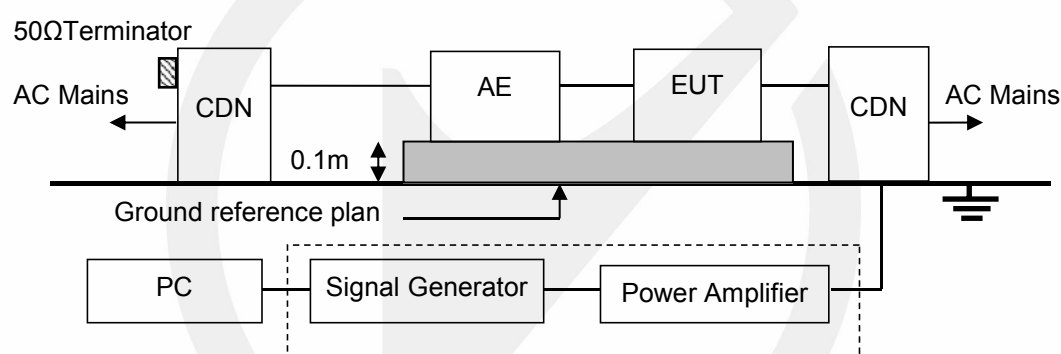 50ΩTerminator
AC Mains
CDN
AE
EUT
CDN
AC Mains
0.1m
Ground reference plan
PC
Signal Generator
Power Amplifier